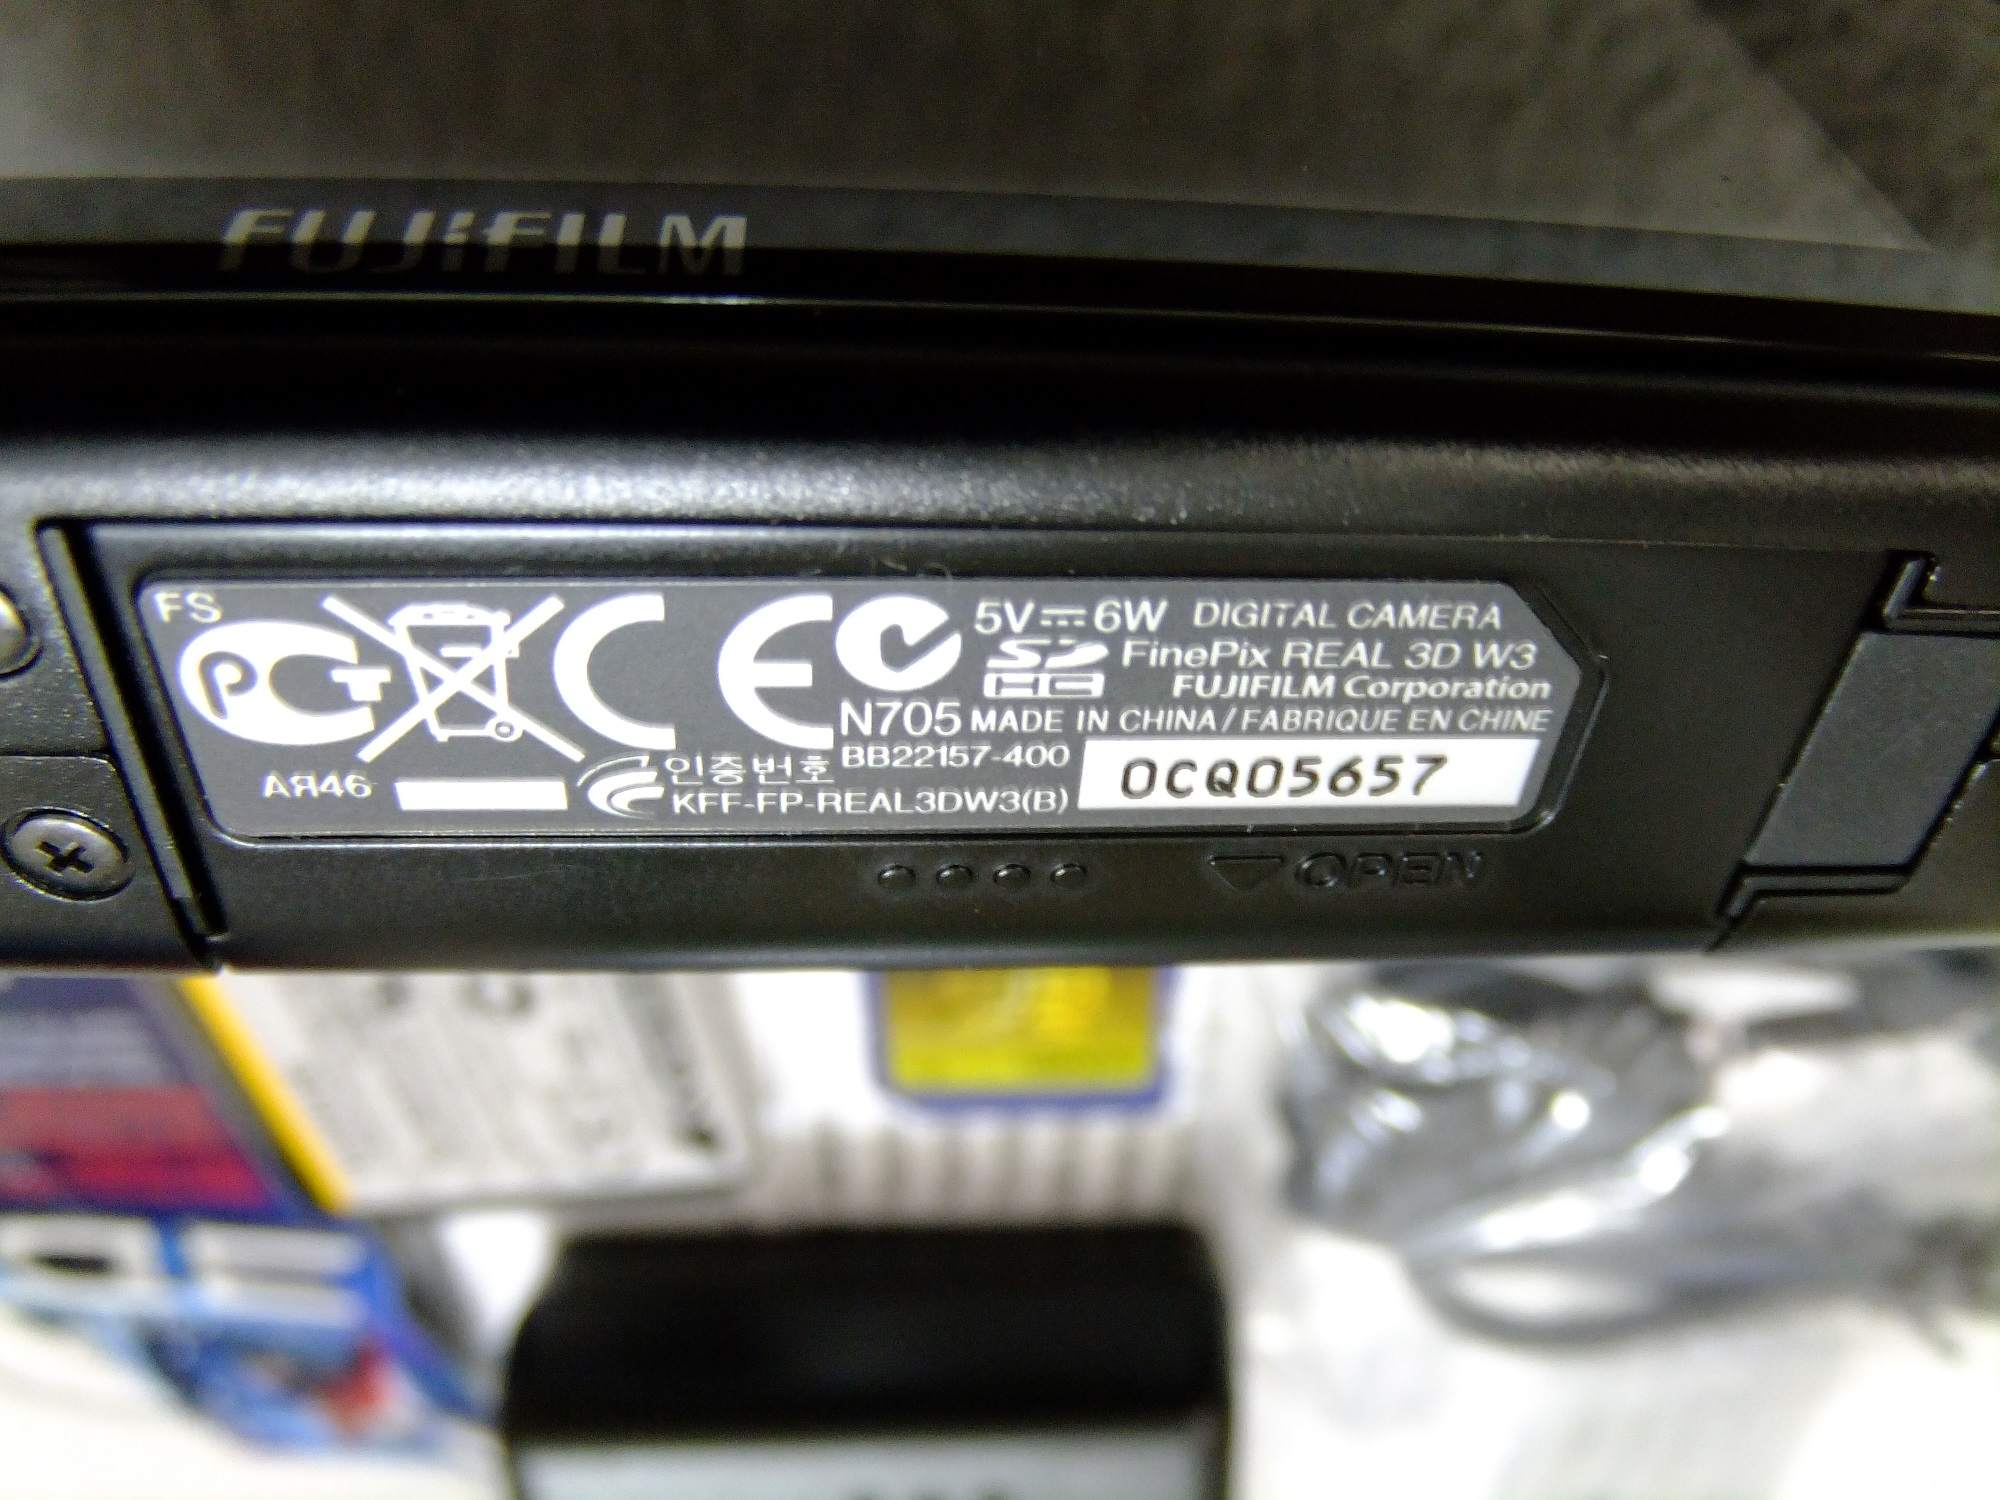 FUJIFILM
FS
5V⎓6W DIGITAL CAMERA
SDHC FinePix REAL 3D W3
FUJIFILM Corporation
N705 MADE IN CHINA / FABRIQUE EN CHINE
AЯ46
인증번호 BB22157-400
KFF-FP-REAL3DW3(B)
0CQ05657
OPEN